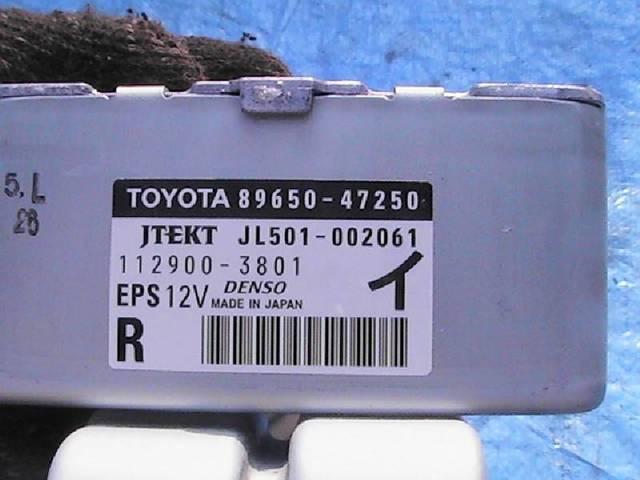 5.L
28
TOYOTA 89650-47250
JTEKT JL501-002061
112900-3801 イ
EPS 12V DENSO MADE IN JAPAN
R